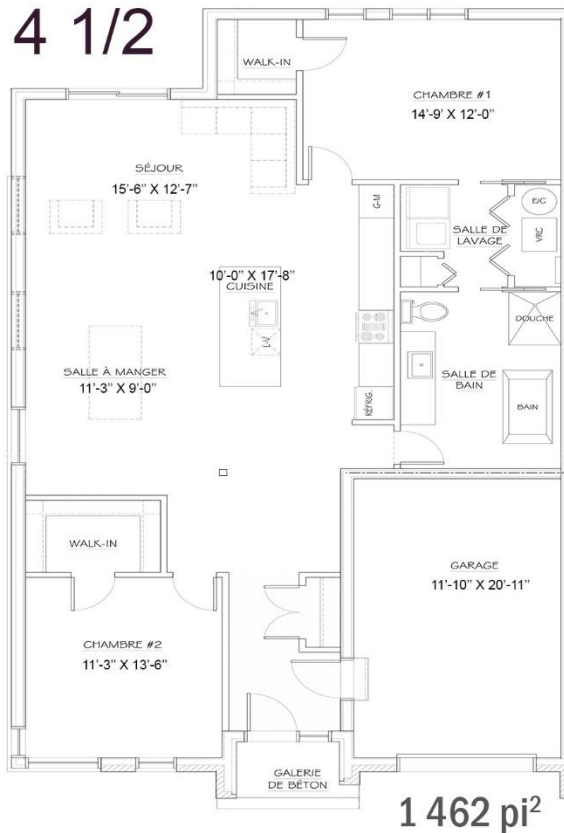 4 1/2
WALK-IN
CHAMBRE #1
14'-9' X 12'-0"
SÉJOUR
15'-6" X 12'-7"
G-M
SALLE DE
LAVAGE
E/C
VRC
10'-0" X 17'-8"
CUISINE
LV
DOUCHE
SALLE À MANGER
11'-3" X 9'-0"
SALLE DE
BAIN
BAIN
RÉFRIG.
WALK-IN
GARAGE
11'-10" X 20'-11"
CHAMBRE #2
11'-3" X 13'-6"
GALERIE
DE BÉTON
1 462 pi²